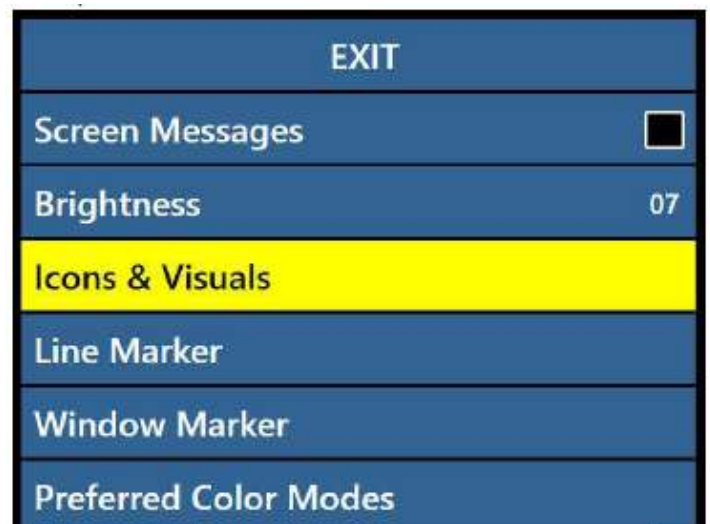 EXIT
Screen Messages
Brightness 07
Icons & Visuals
Line Marker
Window Marker
Preferred Color Modes